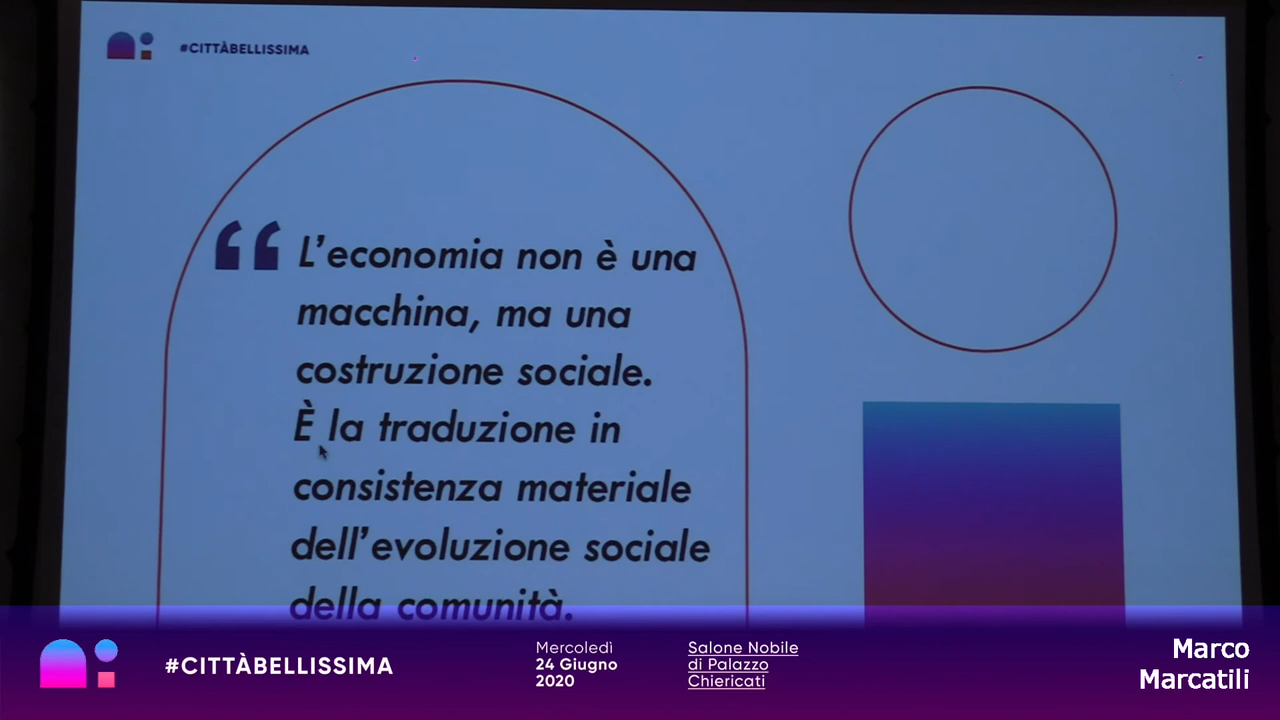 #CITTÀBELLISSIMA
“L’economia non è una
macchina, ma una
costruzione sociale.
È la traduzione in
consistenza materiale
dell’evoluzione sociale
della comunità.
#CITTÀBELLISSIMA
Mercoledì
24 Giugno
2020
Salone Nobile
di Palazzo
Chiericati
Marco
Marcatili